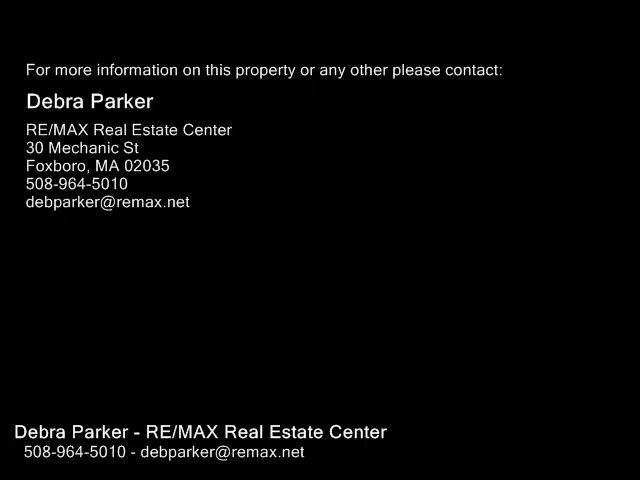 For more information on this property or any other please contact:
Debra Parker
RE/MAX Real Estate Center
30 Mechanic St
Foxboro, MA 02035
508-964-5010
debparker@remax.net
Debra Parker - RE/MAX Real Estate Center
508-964-5010 - debparker@remax.net